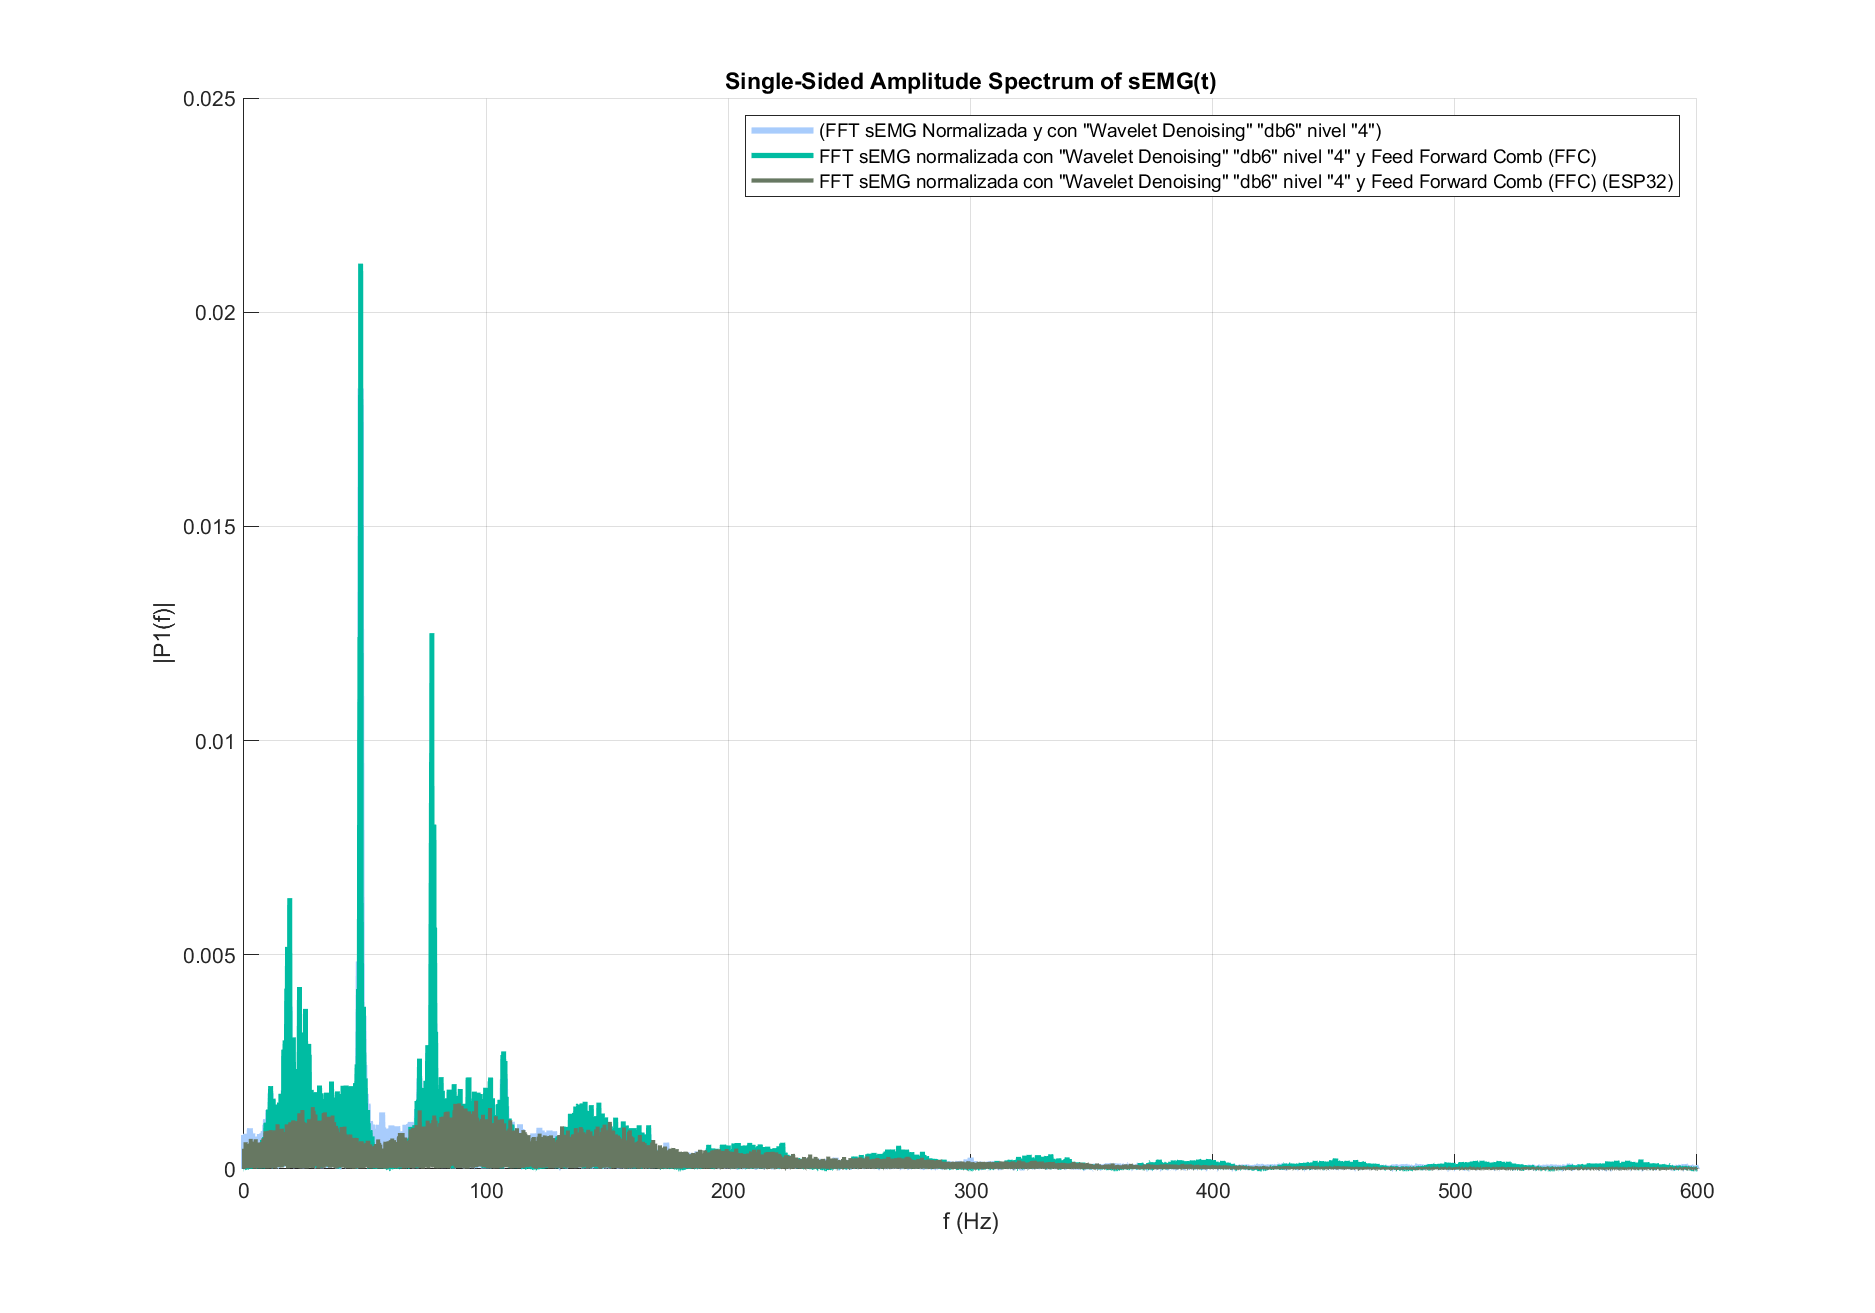 Single-Sided Amplitude Spectrum of sEMG(t)
(FFT sEMG Normalizada y con "Wavelet Denoising" "db6" nivel "4")
FFT sEMG normalizada con "Wavelet Denoising" "db6" nivel "4" y Feed Forward Comb (FFC)
FFT sEMG normalizada con "Wavelet Denoising" "db6" nivel "4" y Feed Forward Comb (FFC) (ESP32)
0.025
0.02
0.015
0.01
0.005
0
|P1(f)|
0 100 200 300 400 500 600
f (Hz)